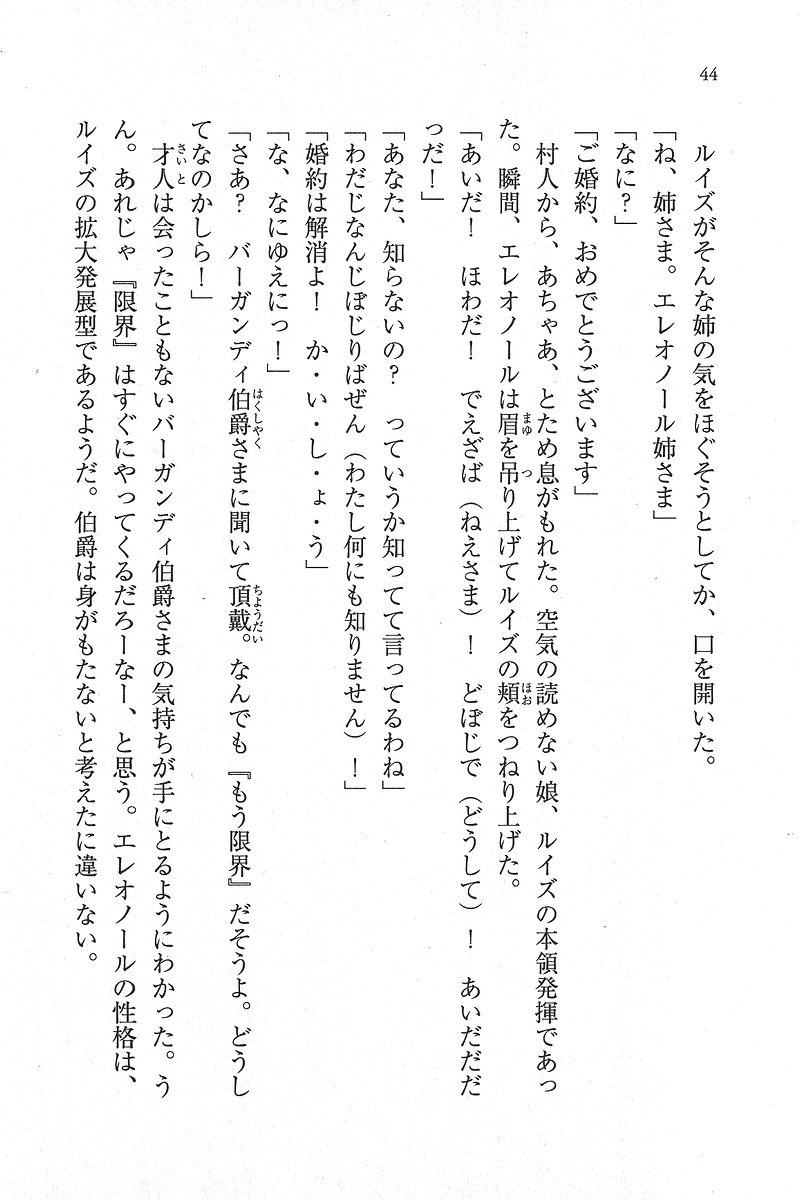 44
ルイズがそんな姉の気をほぐそうとしてか、口を開いた。
「ね、姉さま。エレオノール姉さま」
「なに？」
「ご婚約、おめでとうございます」
村人から、あちゃあ、とため息がもれた。空気の読めない娘、ルイズの本領発揮であっ
た。瞬間、エレオノールは眉を吊り上げてルイズの頬をつねり上げた。
「あいだ！　ほわだ！　でえざば（ねえさま）！　どぼじで（どうして）！　あいだだだ
っだ！」
「あなた、知らないの？　っていうか知ってて言ってるわね」
「わだじなんじぼじりばぜん（わたし何にも知りません）！」
「婚約は解消よ！　か・い・し・ょ・う」
「な、なにゆえにっ！」
「さあ？　バーガンディ伯爵さまに聞いて頂戴。なんでも『もう限界』だそうよ。どうし
てなのかしら！」
才人は会ったこともないバーガンディ伯爵さまの気持ちが手にとるようにわかった。う
ん。あれじゃ『限界』はすぐにやってくるだろーなー、と思う。エレオノールの性格は、
ルイズの拡大発展型であるようだ。伯爵は身がもたないと考えたに違いない。